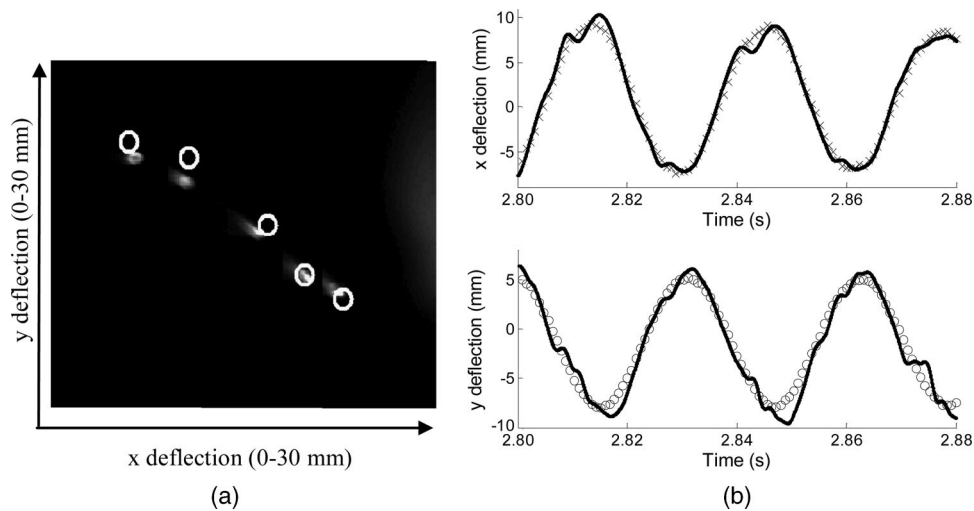 y deflection (0-30 mm)
x deflection (0-30 mm)
(a)
x deflection (mm)
10
5
0
-5
2.80 2.82 2.84 2.86 2.88
Time (s)
y deflection (mm)
5
0
-5
-10
2.80 2.82 2.84 2.86 2.88
Time (s)
(b)